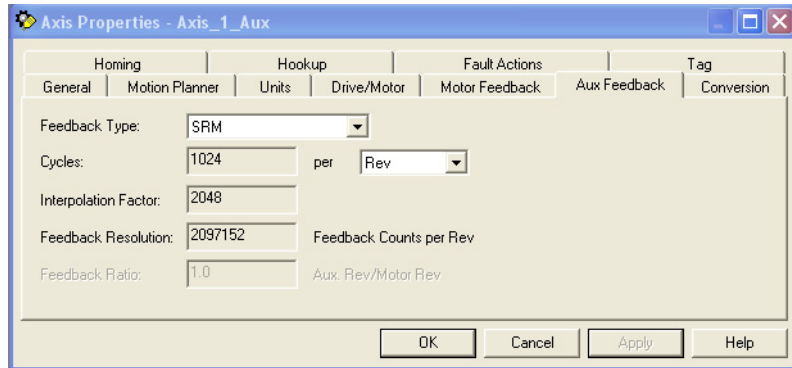 Axis Properties - Axis_1_Aux
Homing Hookup Fault Actions Tag
General Motion Planner Units Drive/Motor Motor Feedback Aux Feedback Conversion
Feedback Type: SRM
Cycles: 1024 per Rev
Interpolation Factor: 2048
Feedback Resolution: 2097152 Feedback Counts per Rev
Feedback Ratio: 1.0 Aux. Rev/Motor Rev
OK Cancel Apply Help